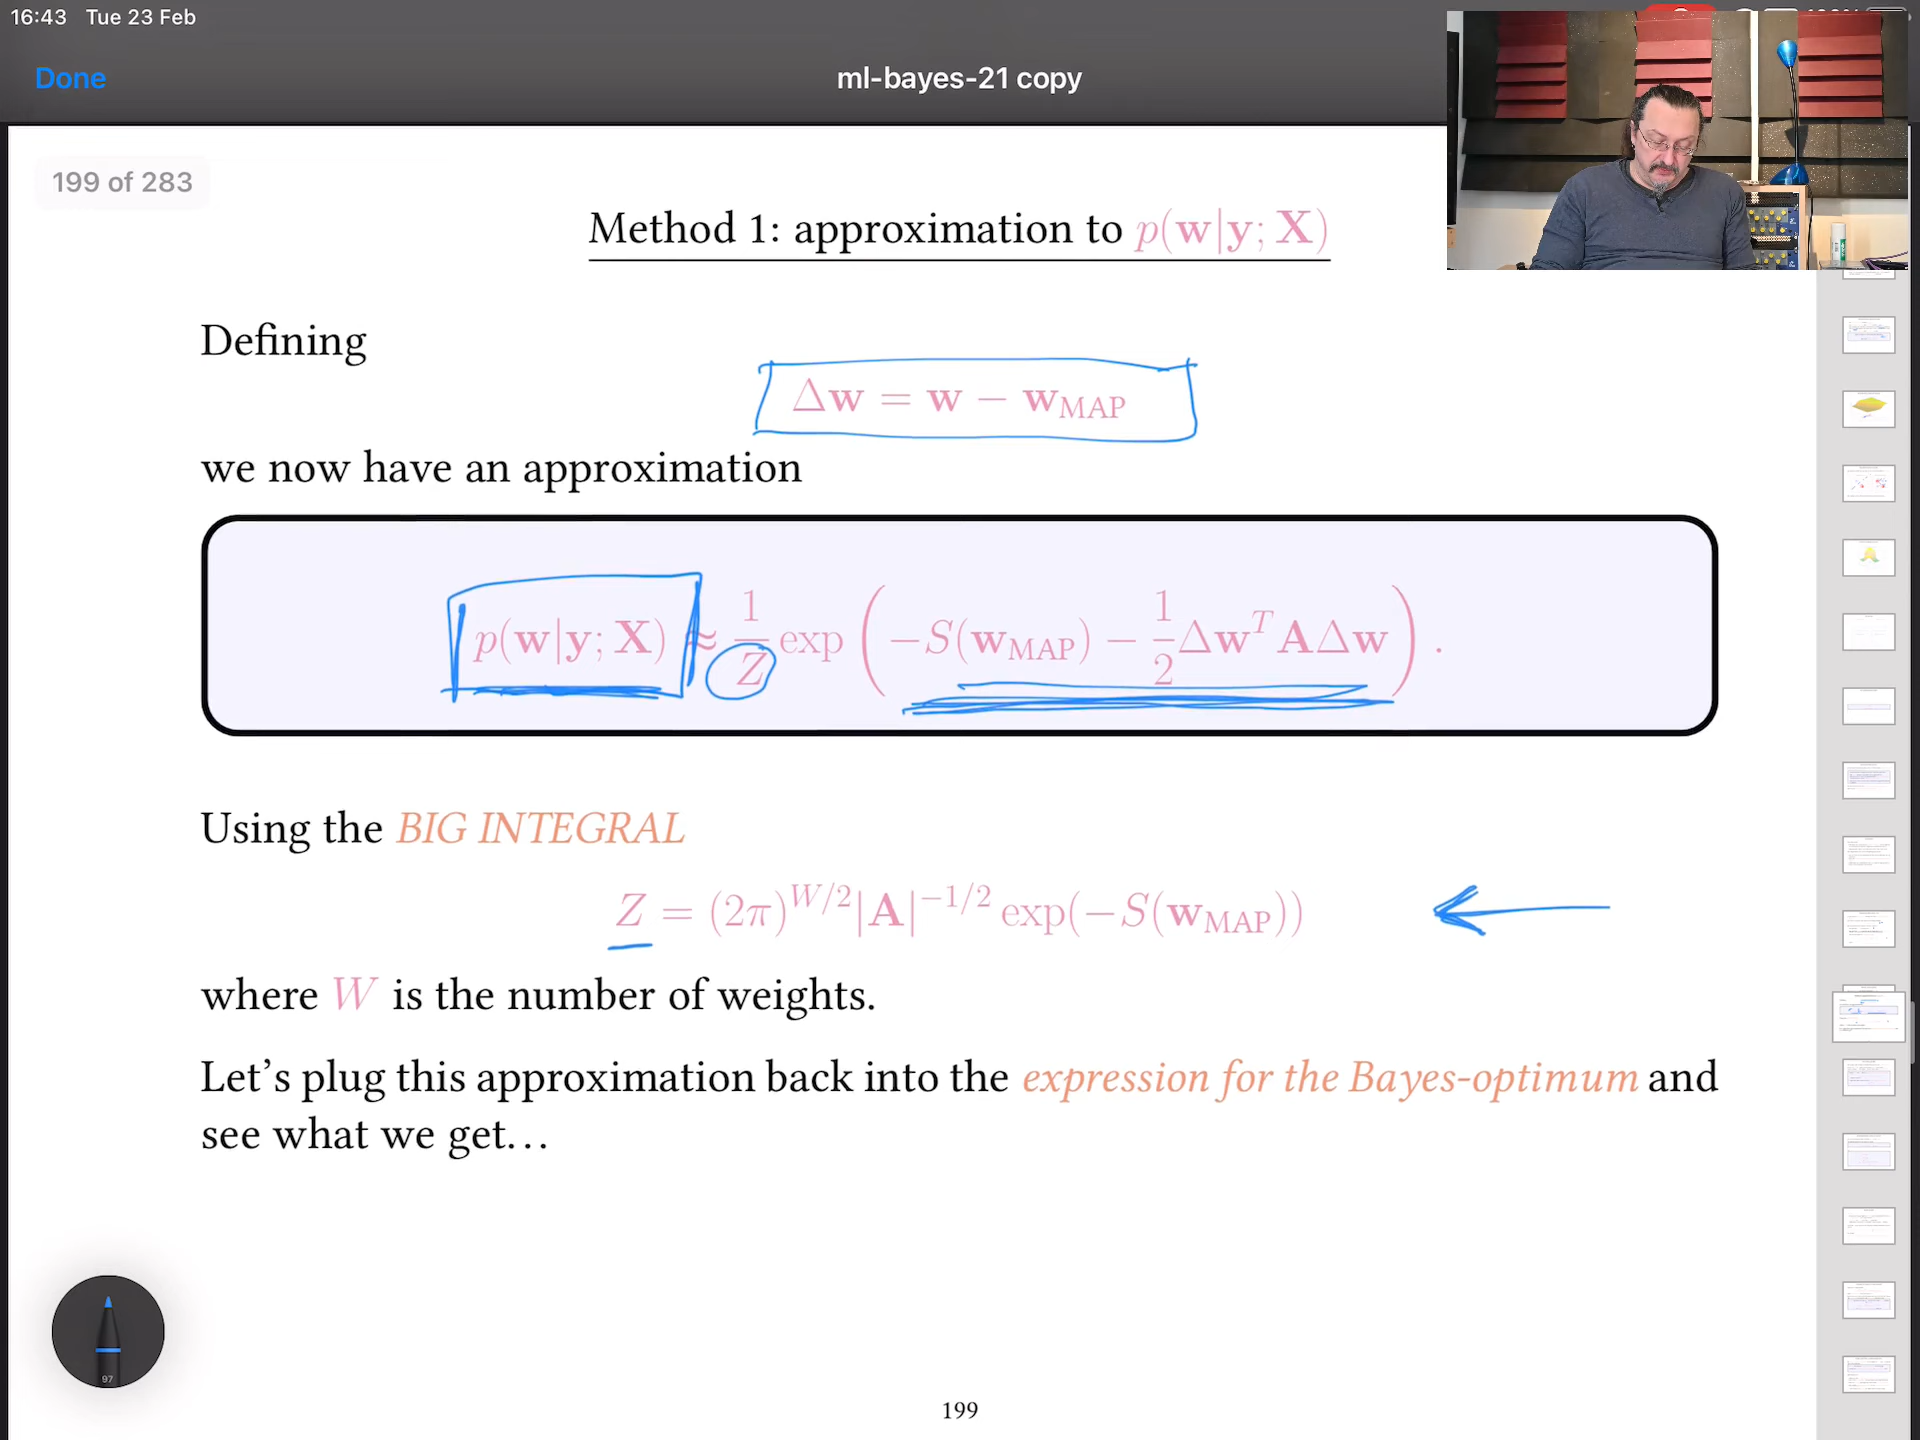 16:43 Tue 23 Feb
Done
ml-bayes-21 copy
199 of 283
Method 1: approximation to p(w|y; X)
Defining
Δw = w − w_MAP
we now have an approximation
p(w|y; X) ≈ 1/Z exp ( −S(w_MAP) − 1/2 Δw^T AΔw ) .
Using the BIG INTEGRAL
Z = (2π)^{W/2} |A|^{−1/2} exp(−S(w_MAP))
where W is the number of weights.
Let’s plug this approximation back into the expression for the Bayes-optimum and
see what we get…
97
199